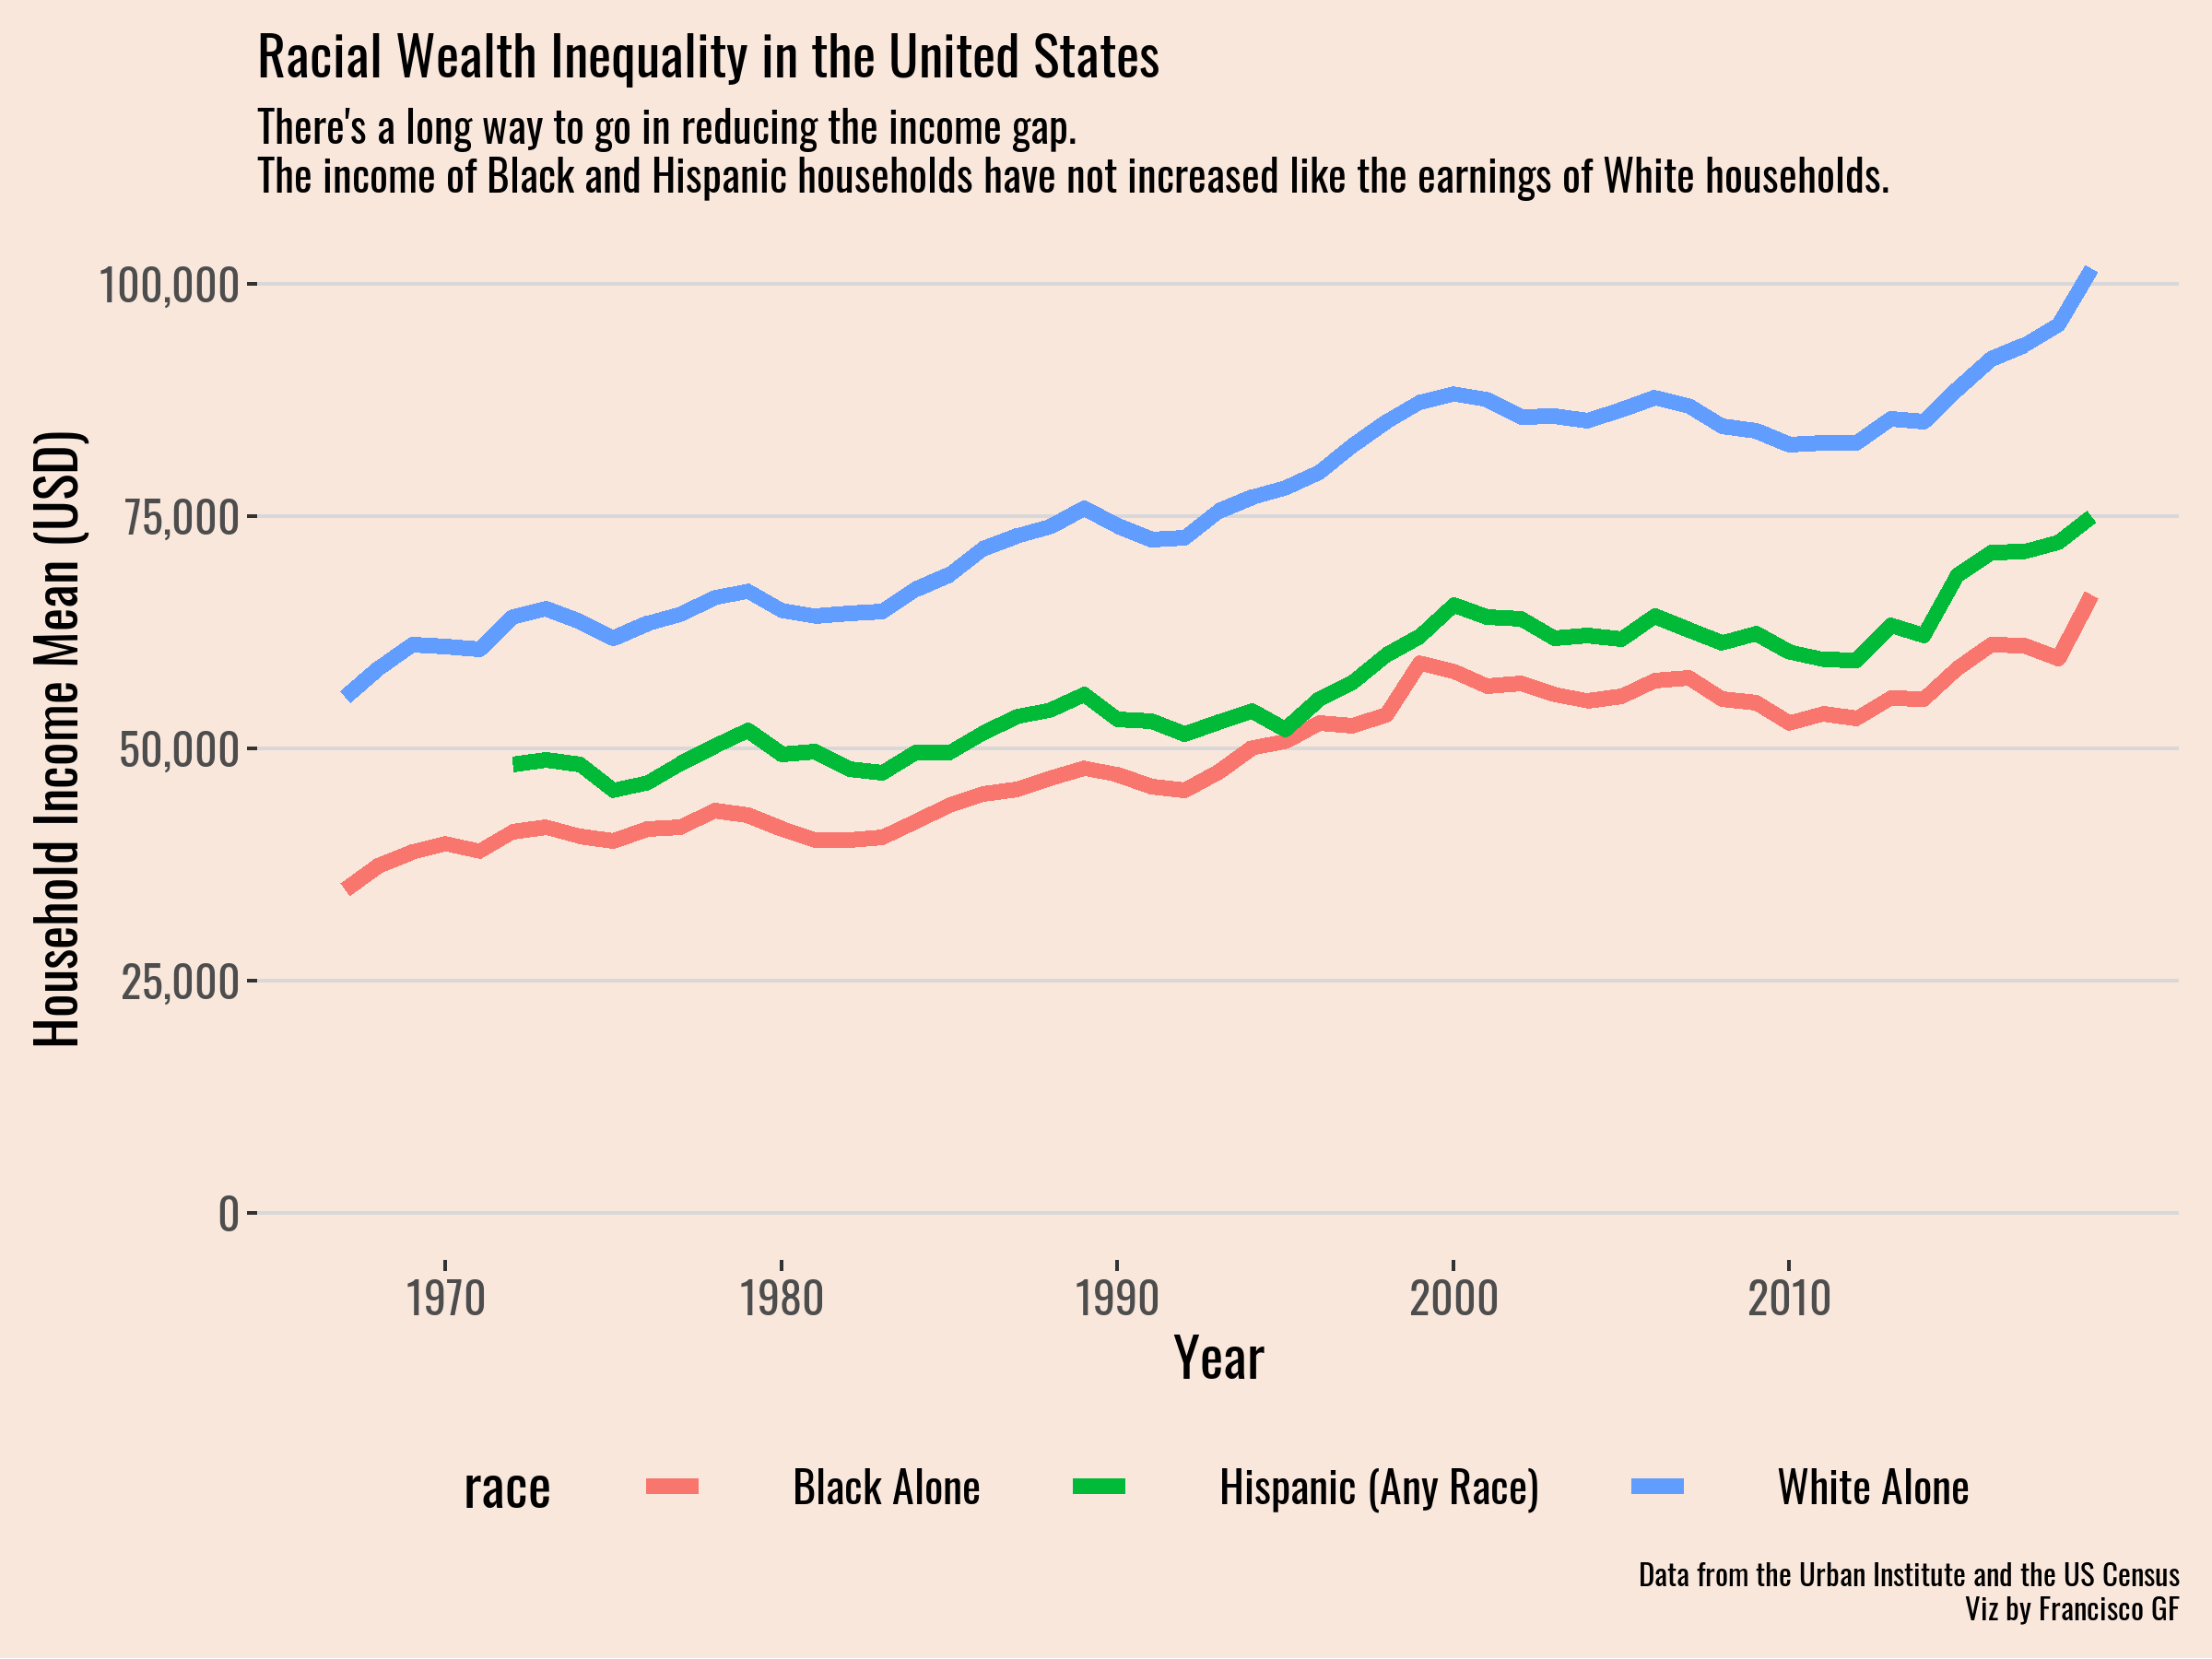 Racial Wealth Inequality in the United States
There's a long way to go in reducing the income gap.
The income of Black and Hispanic households have not increased like the earnings of White households.
Household Income Mean (USD)
100,000
75,000
50,000
25,000
0
1970 1980 1990 2000 2010
Year
race Black Alone Hispanic (Any Race) White Alone
Data from the Urban Institute and the US Census
Viz by Francisco GF